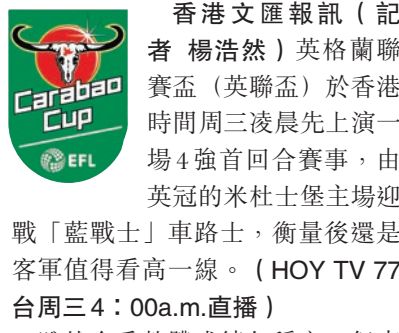 Carabao
Cup
EFL
香港文匯報訊（記
者 楊浩然）英格蘭聯
賽盃（英聯盃）於香港
時間周三凌晨先上演一
場4強首回合賽事，由
英冠的米杜士堡主場迎
戰「藍戰士」車路士，衡量後還是
客軍值得看高一線。（HOY TV 77
台周三4：00a.m.直播）